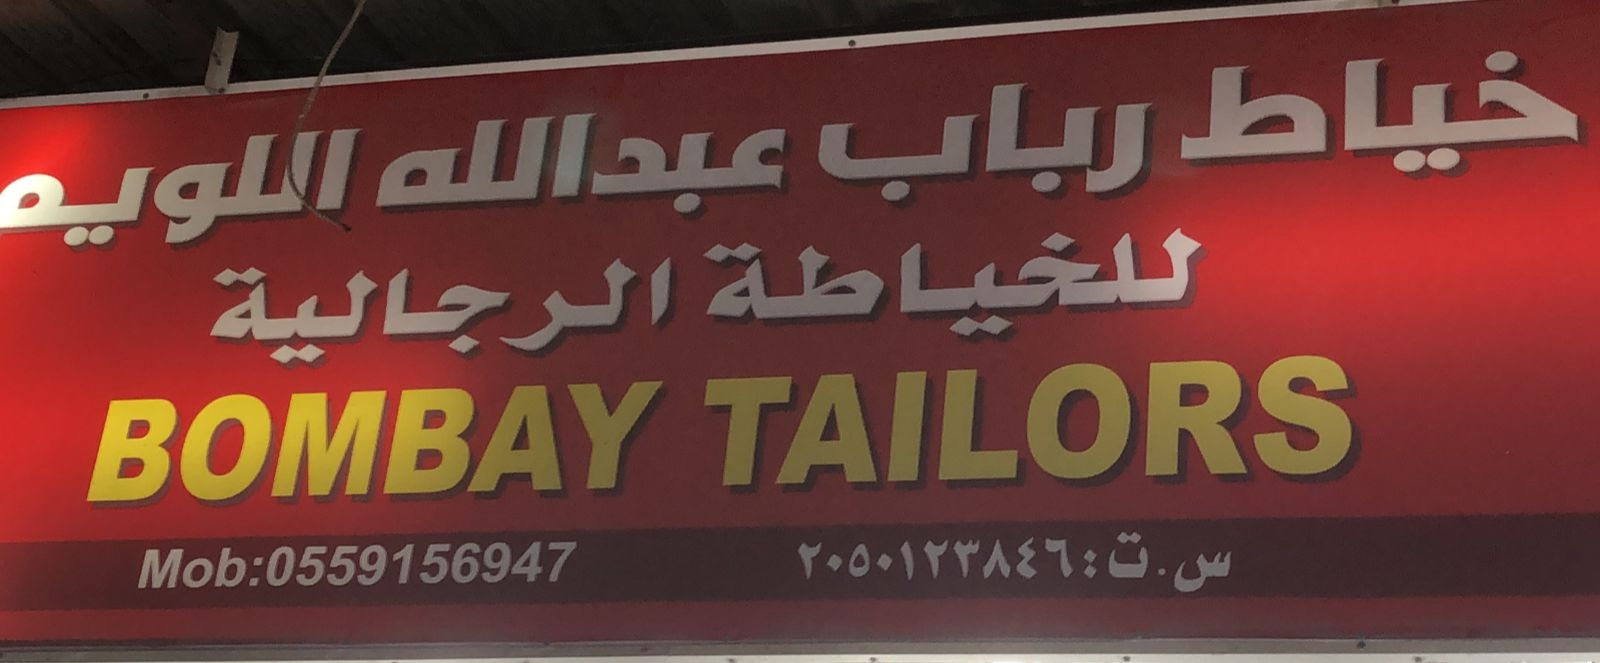 خياط رباب عبدالله اللويم
للخياطة الرجالية
BOMBAY TAILORS
Mob:0559156947
س.ت:٢٠٥٠١٢٣٨٤٦